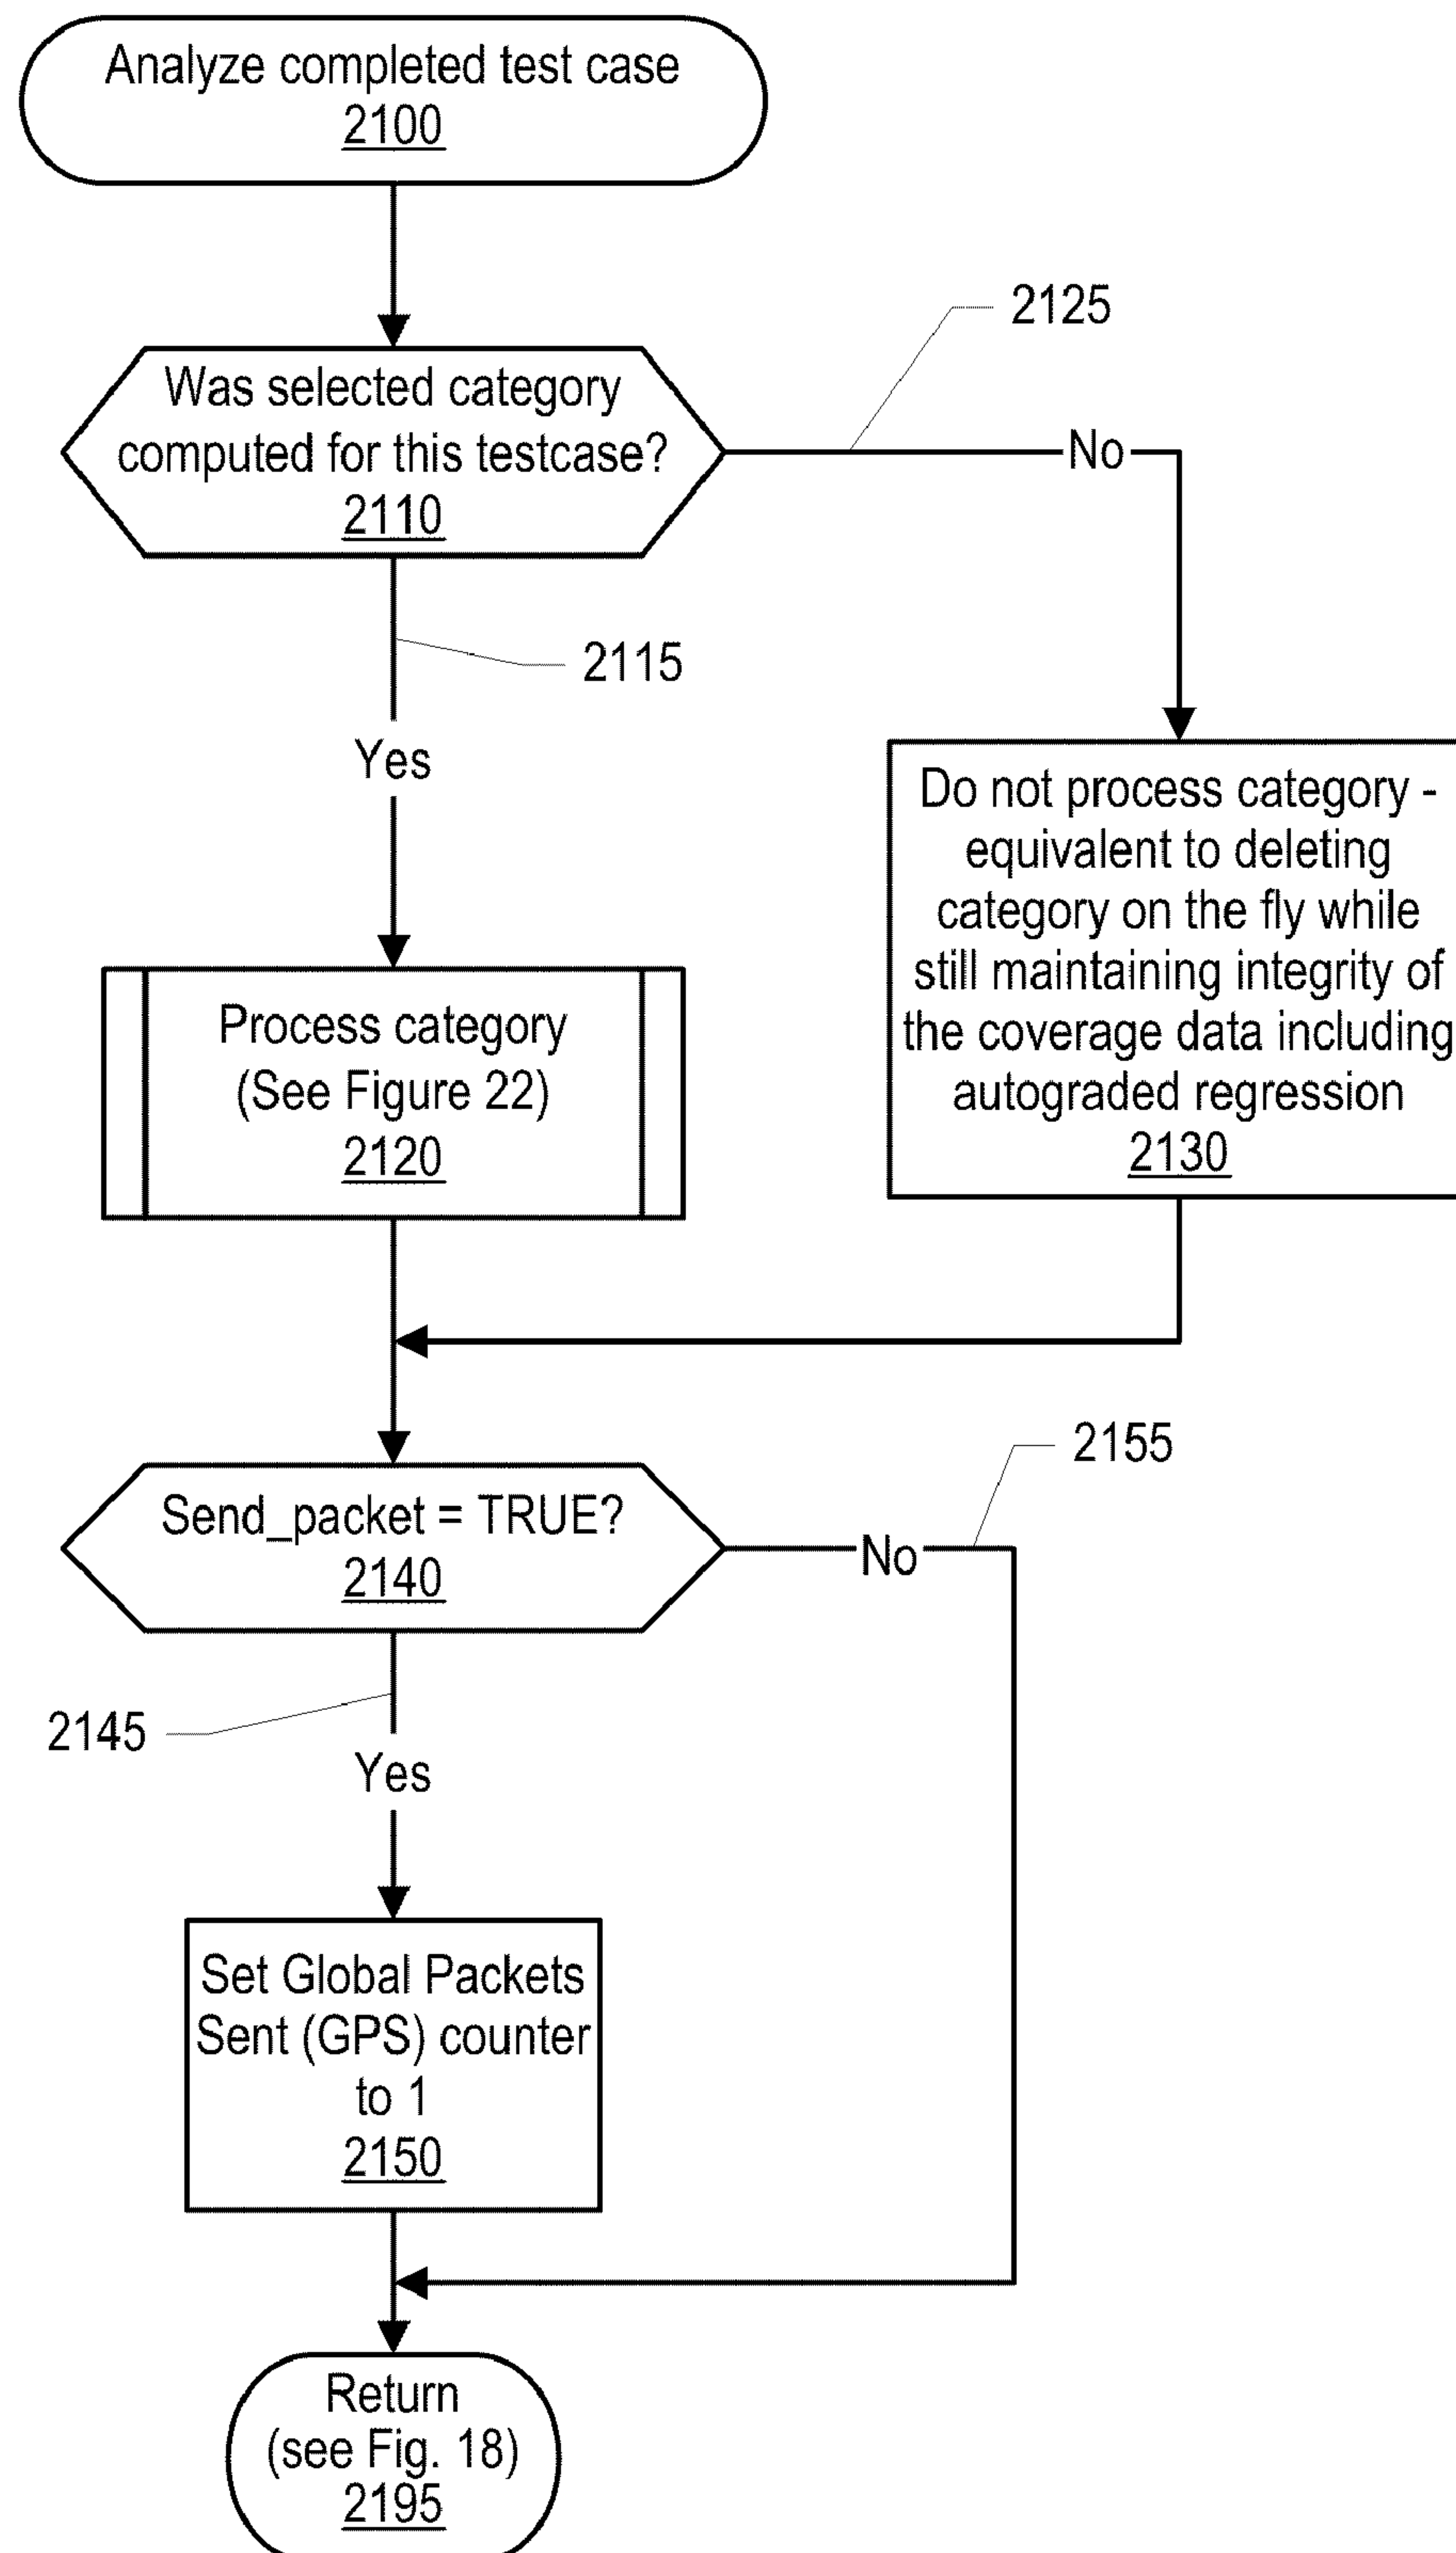 Analyze completed test case
2100
2125
Was selected category
computed for this testcase?
2110
No
2115
Yes
Do not process category -
equivalent to deleting
category on the fly while
still maintaining integrity of
the coverage data including
autograded regression
2130
Process category
(See Figure 22)
2120
2155
Send_packet = TRUE?
2140
No
2145
Yes
Set Global Packets
Sent (GPS) counter
to 1
2150
Return
(see Fig. 18)
2195